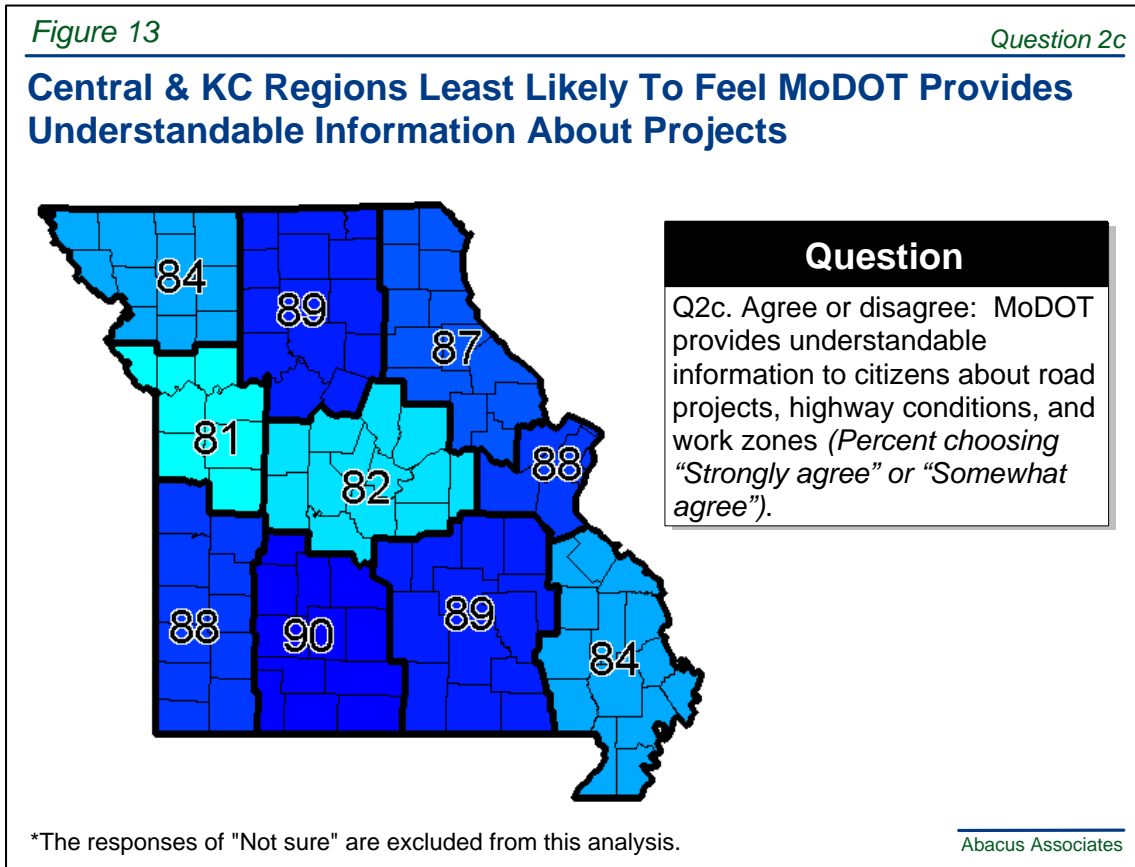 Figure 13
Question 2c
Central & KC Regions Least Likely To Feel MoDOT Provides
Understandable Information About Projects
84
89
87
81
82
88
88
90
89
84
Question
Q2c. Agree or disagree:  MoDOT
provides understandable
information to citizens about road
projects, highway conditions, and
work zones (Percent choosing
“Strongly agree” or “Somewhat
agree”).
*The responses of "Not sure" are excluded from this analysis.
Abacus Associates